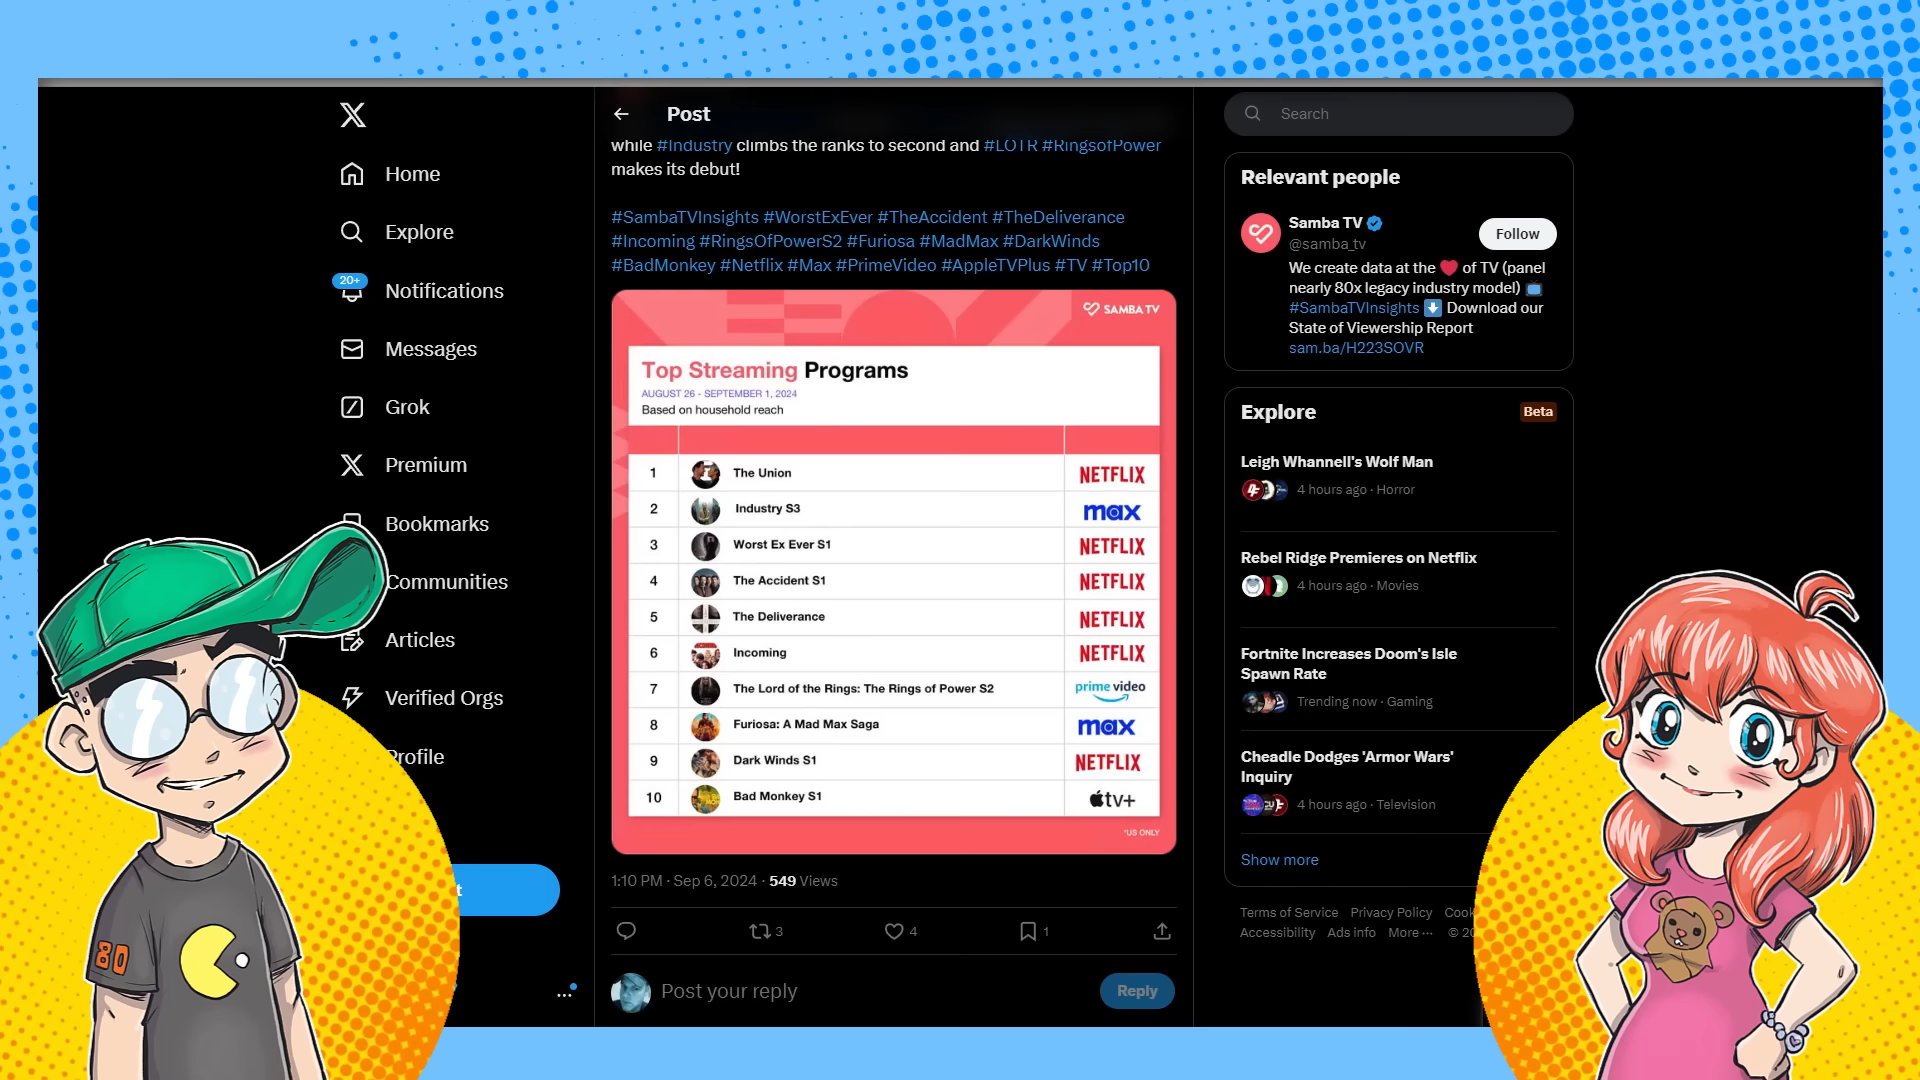 Home
Explore
20+
Notifications
Messages
Grok
Premium
Bookmarks
Communities
Articles
Verified Orgs
Profile
Post
while #Industry climbs the ranks to second and #LOTR #RingsofPower
makes its debut!
#SambaTVInsights #WorstExEver #TheAccident #TheDeliverance
#Incoming #RingsOfPowerS2 #Furiosa #MadMax #DarkWinds
#BadMonkey #Netflix #Max #PrimeVideo #AppleTVPlus #TV #Top10
SAMBA TV
Top Streaming Programs
AUGUST 26 - SEPTEMBER 1, 2024
Based on household reach
1 The Union NETFLIX
2 Industry S3 max
3 Worst Ex Ever S1 NETFLIX
4 The Accident S1 NETFLIX
5 The Deliverance NETFLIX
6 Incoming NETFLIX
7 The Lord of the Rings: The Rings of Power S2 prime video
8 Furiosa: A Mad Max Saga max
9 Dark Winds S1 NETFLIX
10 Bad Monkey S1 tv+
*US ONLY
1:10 PM · Sep 6, 2024 · 549 Views
3
4
1
Post your reply
Reply
Search
Relevant people
Samba TV
@samba_tv
Follow
We create data at the ❤️ of TV (panel
nearly 80x legacy industry model) 📺
#SambaTVInsights ⬇️ Download our
State of Viewership Report
sam.ba/H223SOVR
Explore
Beta
Leigh Whannell's Wolf Man
4 hours ago · Horror
Rebel Ridge Premieres on Netflix
4 hours ago · Movies
Fortnite Increases Doom's Isle
Spawn Rate
Trending now · Gaming
Cheadle Dodges 'Armor Wars'
Inquiry
4 hours ago · Television
Show more
Terms of Service Privacy Policy
Accessibility Ads info More ··· © 20
80